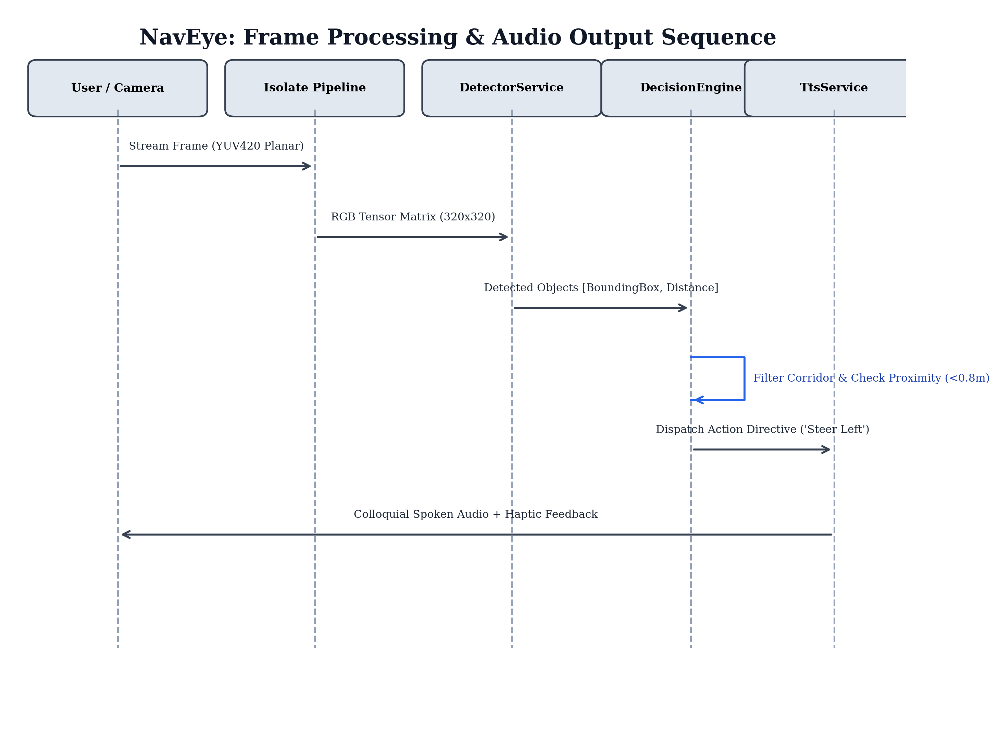 NavEye: Frame Processing & Audio Output Sequence
User / Camera
Isolate Pipeline
DetectorService
DecisionEngine
TtsService
Stream Frame (YUV420 Planar)
RGB Tensor Matrix (320x320)
Detected Objects [BoundingBox, Distance]
Filter Corridor & Check Proximity (<0.8m)
Dispatch Action Directive ('Steer Left')
Colloquial Spoken Audio + Haptic Feedback